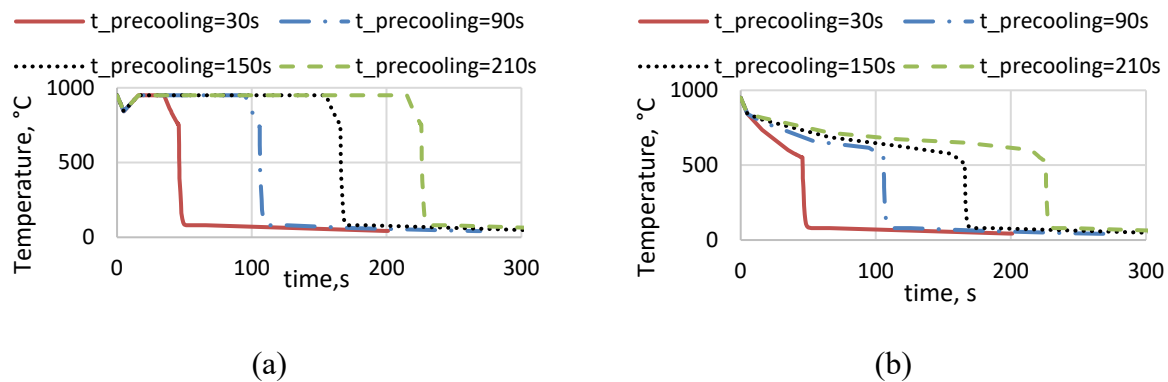 t_precooling=30s t_precooling=90s
t_precooling=150s t_precooling=210s
1000
500
0
0 100 200 300
Temperature, °C
time,s
(a)
t_precooling=30s t_precooling=90s
t_precooling=150s t_precooling=210s
1000
500
0
0 100 200 300
Temperature, °C
time, s
(b)